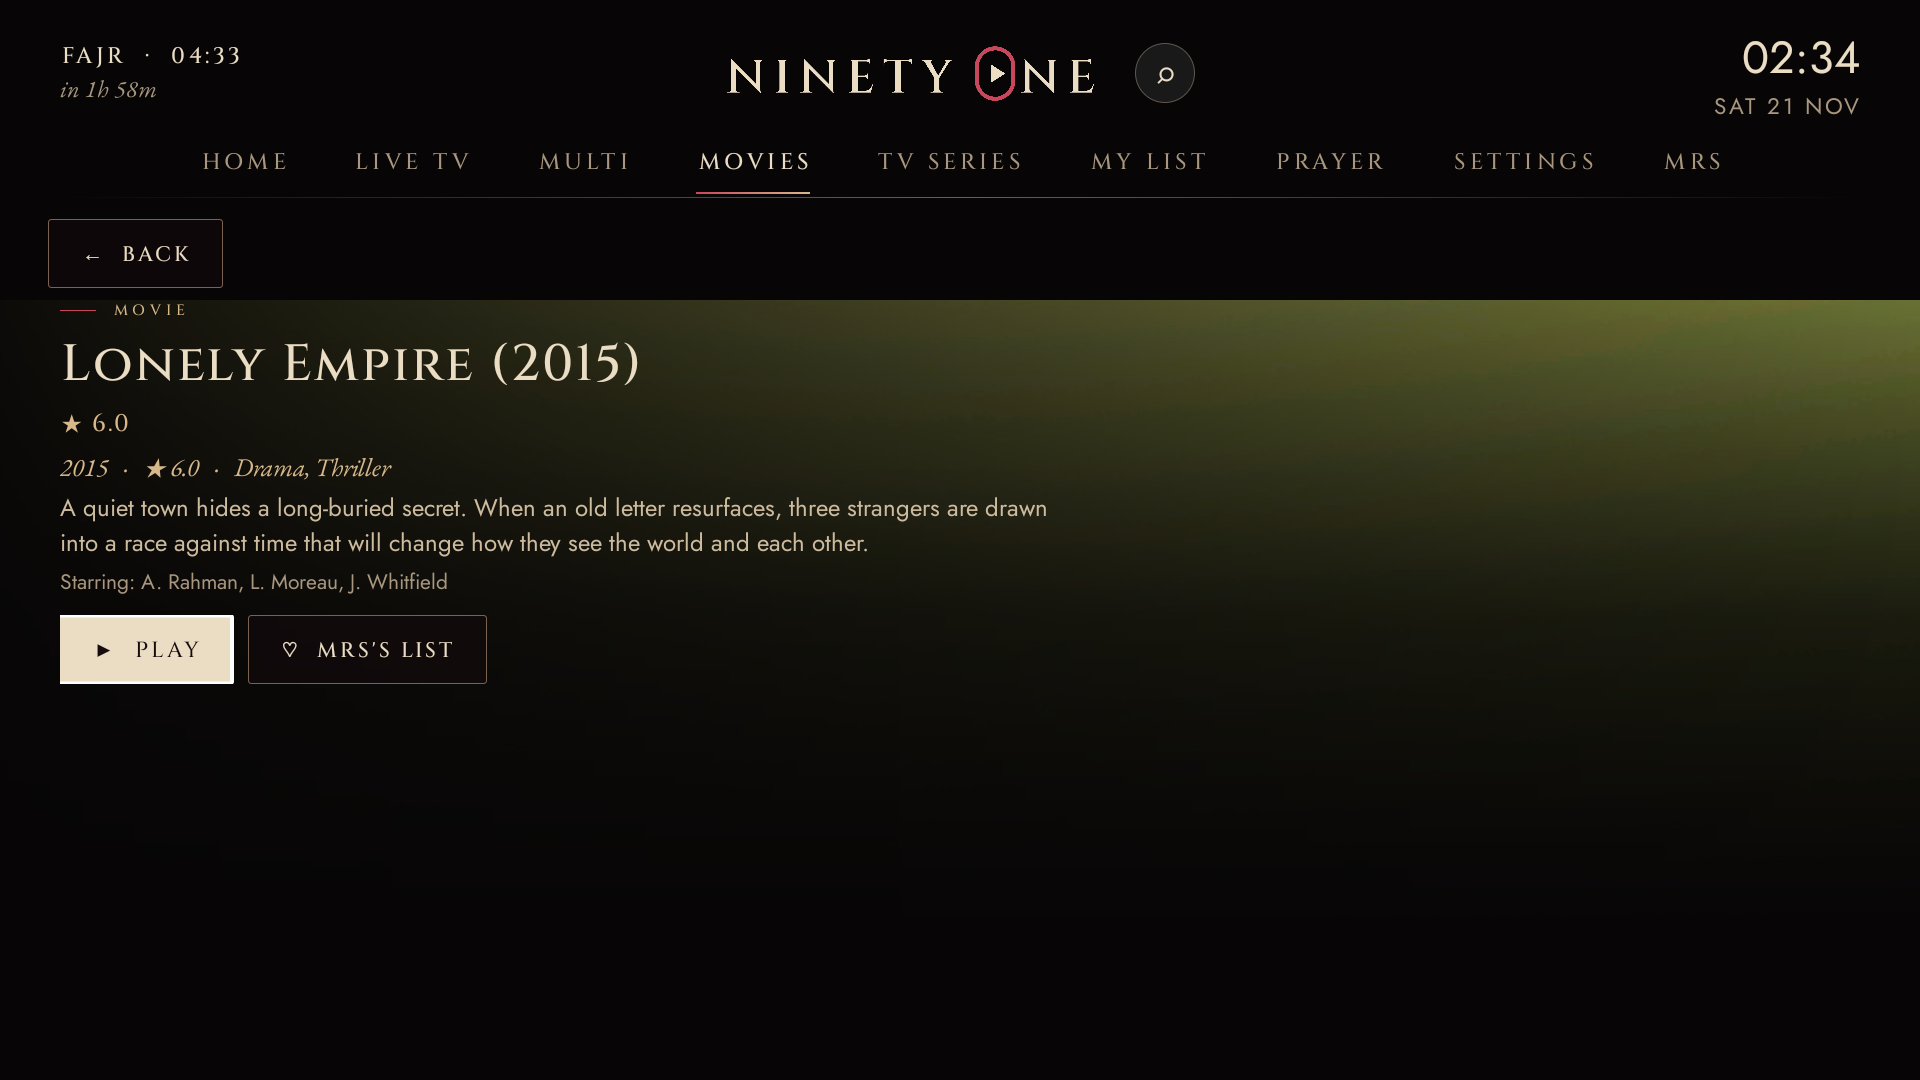 FAJR · 04:33
in 1h 58m
NINETY ONE
02:34
SAT 21 NOV
HOME LIVE TV MULTI MOVIES TV SERIES MY LIST PRAYER SETTINGS MRS
← BACK
MOVIE
Lonely Empire (2015)
★ 6.0
2015 · ★ 6.0 · Drama, Thriller
A quiet town hides a long-buried secret. When an old letter resurfaces, three strangers are drawn
into a race against time that will change how they see the world and each other.
Starring: A. Rahman, L. Moreau, J. Whitfield
► PLAY ♡ MRS'S LIST